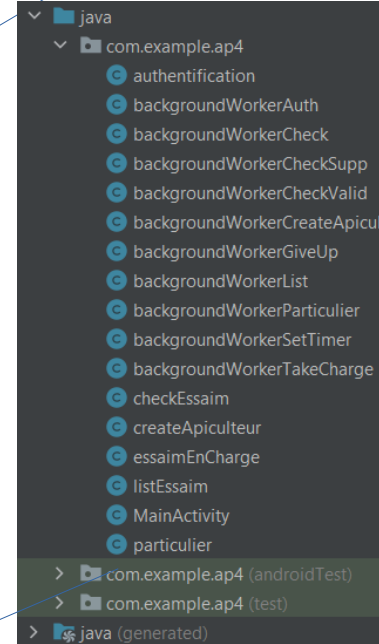 java
com.example.ap4
authentification
backgroundWorkerAuth
backgroundWorkerCheck
backgroundWorkerCheckSupp
backgroundWorkerCheckValid
backgroundWorkerCreateApicul
backgroundWorkerGiveUp
backgroundWorkerList
backgroundWorkerParticulier
backgroundWorkerSetTimer
backgroundWorkerTakeCharge
checkEssaim
createApiculteur
essaimEnCharge
listEssaim
MainActivity
particulier
com.example.ap4 (androidTest)
com.example.ap4 (test)
java (generated)